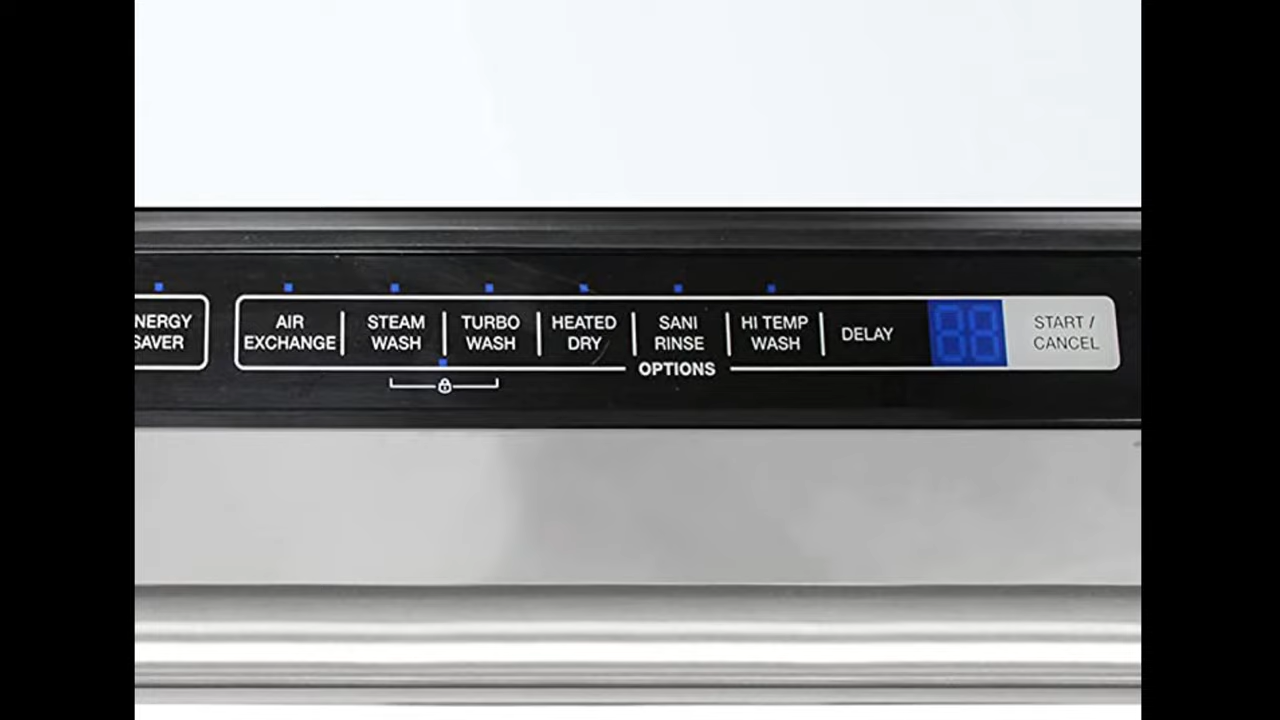 NERGY
SAVER
AIR
EXCHANGE
STEAM
WASH
TURBO
WASH
HEATED
DRY
SANI
RINSE
HI TEMP
WASH
DELAY
88
START /
CANCEL
OPTIONS